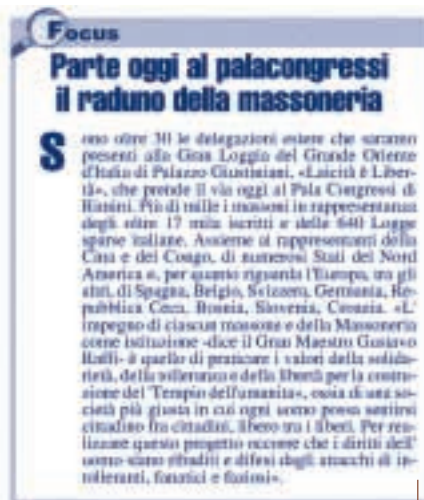 Focus
Parte oggi al palacongressi
il raduno della massoneria
Sono oltre 30 le delegazioni estere che saranno
presenti alla Gran Loggia del Grande Oriente
d'Italia di Palazzo Giustiniani, «Laicità è Liber-
tà», che prende il via oggi al Pala Congressi di
Rimini. Più di mille i massoni in rappresentanza
degli oltre 17 mila iscritti e delle 640 Logge
sparse italiane. Assieme ai rappresentanti della
e del Congo, di numerosi Stati del Nord
America e, per quanto riguarda l'Europa, tra gli
altri, di Spagna, Belgio, Svizzera, Germania, Re-
pubblica Ceca, Bosnia, Slovenia, Croazia. «L'
impegno di ciascun massone e della Massoneria
come istituzione -dice il Gran Maestro Gustavo
Raffi- è quello di praticare i valori della solida-
rietà, della tolleranza e della libertà per la costru-
zione del 'Tempio dell'umanità', ossia di una so-
cietà più giusta in cui ogni uomo possa sentirsi
cittadino fra cittadini, libero tra i liberi. Per rea-
lizzare questo progetto occorre che i diritti dell'
uomo siano ribaditi e difesi dagli attacchi di in-
tolleranti, fanatici e faziosi».